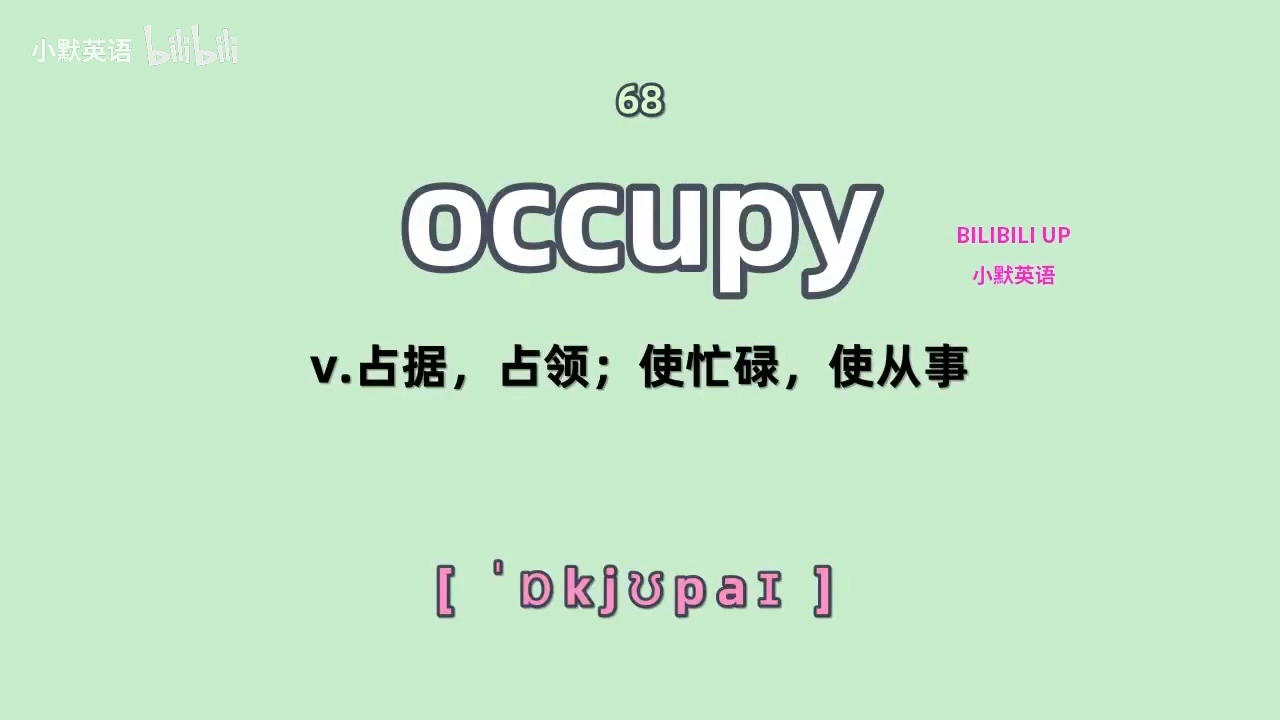 小默英语 bilibili
68
occupy
BILIBILI UP
小默英语
v.占据，占领；使忙碌，使从事
[ ˈɒkjʊpaɪ ]